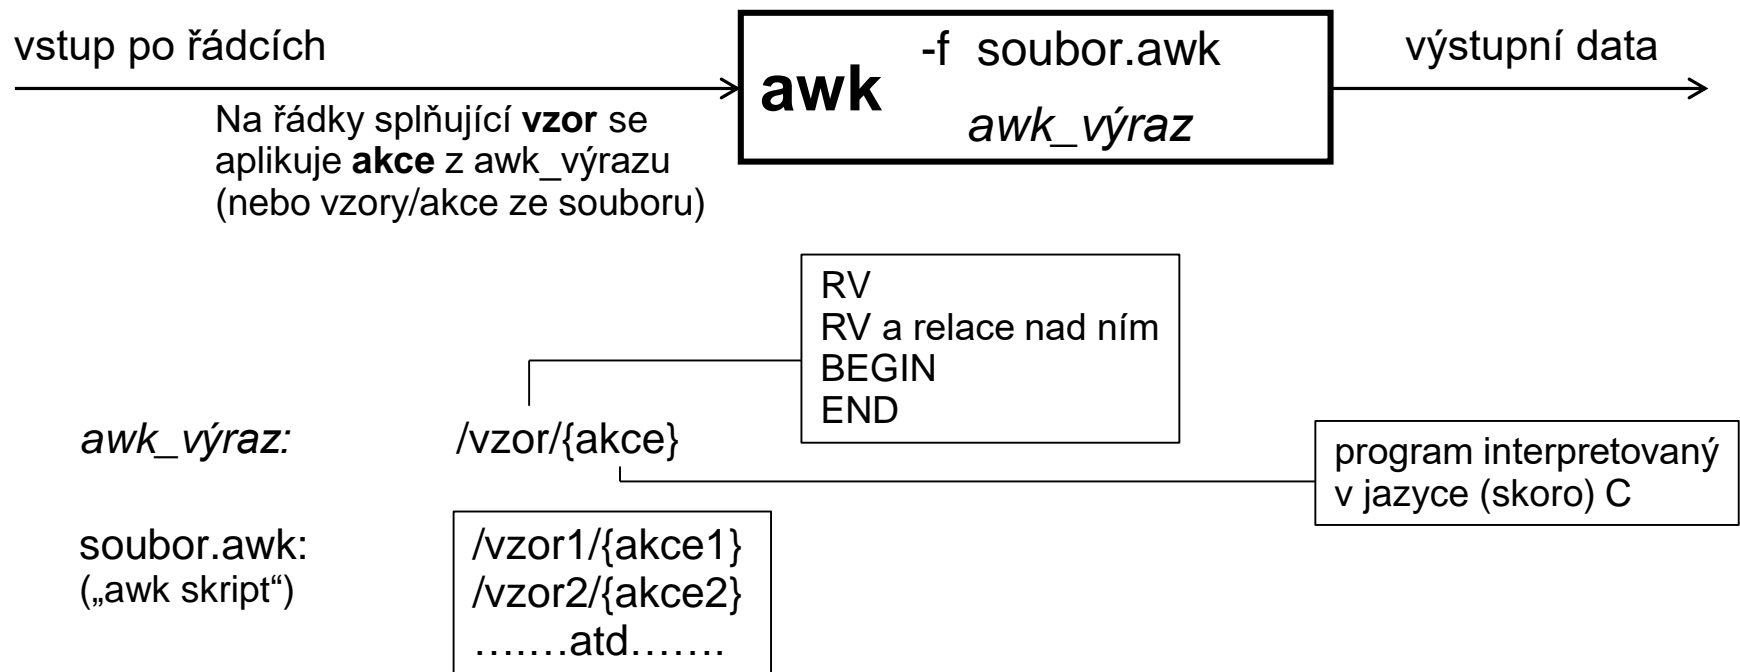 vstup po řádcích
Na řádky splňující vzor se
aplikuje akce z awk_výrazu
(nebo vzory/akce ze souboru)
awk
-f soubor.awk
awk_výraz
výstupní data
RV
RV a relace nad ním
BEGIN
END
awk_výraz:
/vzor/{akce}
program interpretovaný
v jazyce (skoro) C
soubor.awk:
(„awk skript“)
/vzor1/{akce1}
/vzor2/{akce2}
…….…atd…….